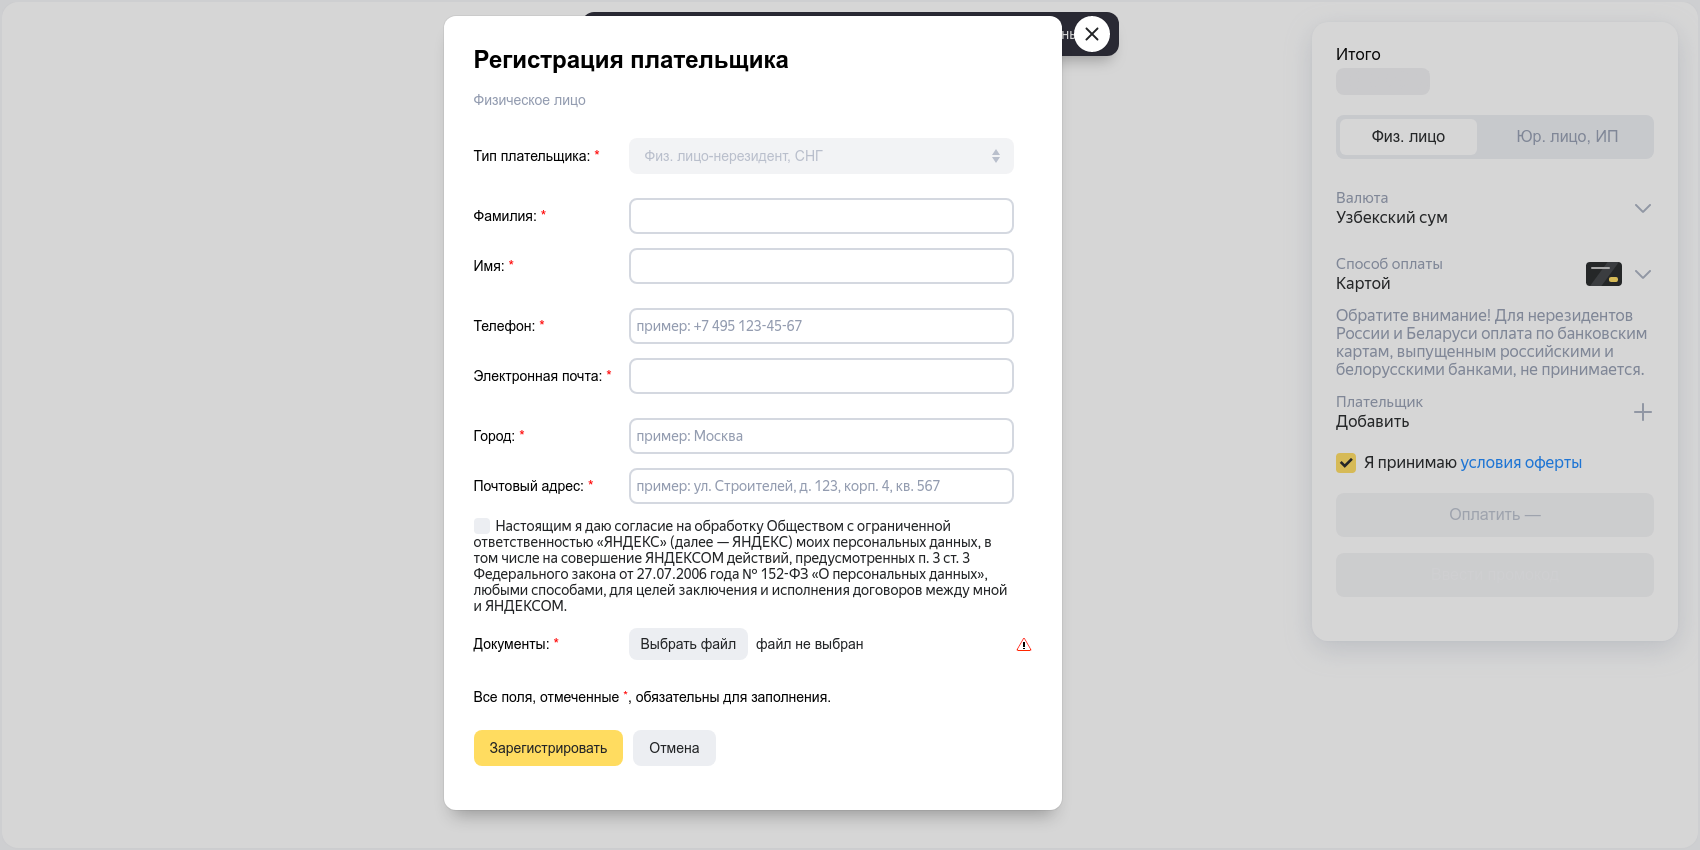 Регистрация плательщика
Физическое лицо
Тип плательщика: *
Физ. лицо-нерезидент, СНГ
Фамилия: *
Имя: *
Телефон: *
пример: +7 495 123-45-67
Электронная почта: *
Город: *
пример: Москва
Почтовый адрес: *
пример: ул. Строителей, д. 123, корп. 4, кв. 567
Настоящим я даю согласие на обработку Обществом с ограниченной
ответственностью «ЯНДЕКС» (далее — ЯНДЕКС) моих персональных данных, в
том числе на совершение ЯНДЕКСОМ действий, предусмотренных п. 3 ст. 3
Федерального закона от 27.07.2006 года № 152-ФЗ «О персональных данных»,
любыми способами, для целей заключения и исполнения договоров между мной
и ЯНДЕКСОМ.
Документы: *
Выбрать файл
файл не выбран
Все поля, отмеченные *, обязательны для заполнения.
Зарегистрировать
Отмена
Итого
Физ. лицо
Юр. лицо, ИП
Валюта
Узбекский сум
Способ оплаты
Картой
Обратите внимание! Для нерезидентов
России и Беларуси оплата по банковским
картам, выпущенным российскими и
белорусскими банками, не принимается.
Плательщик
Добавить
Я принимаю условия оферты
Оплатить —